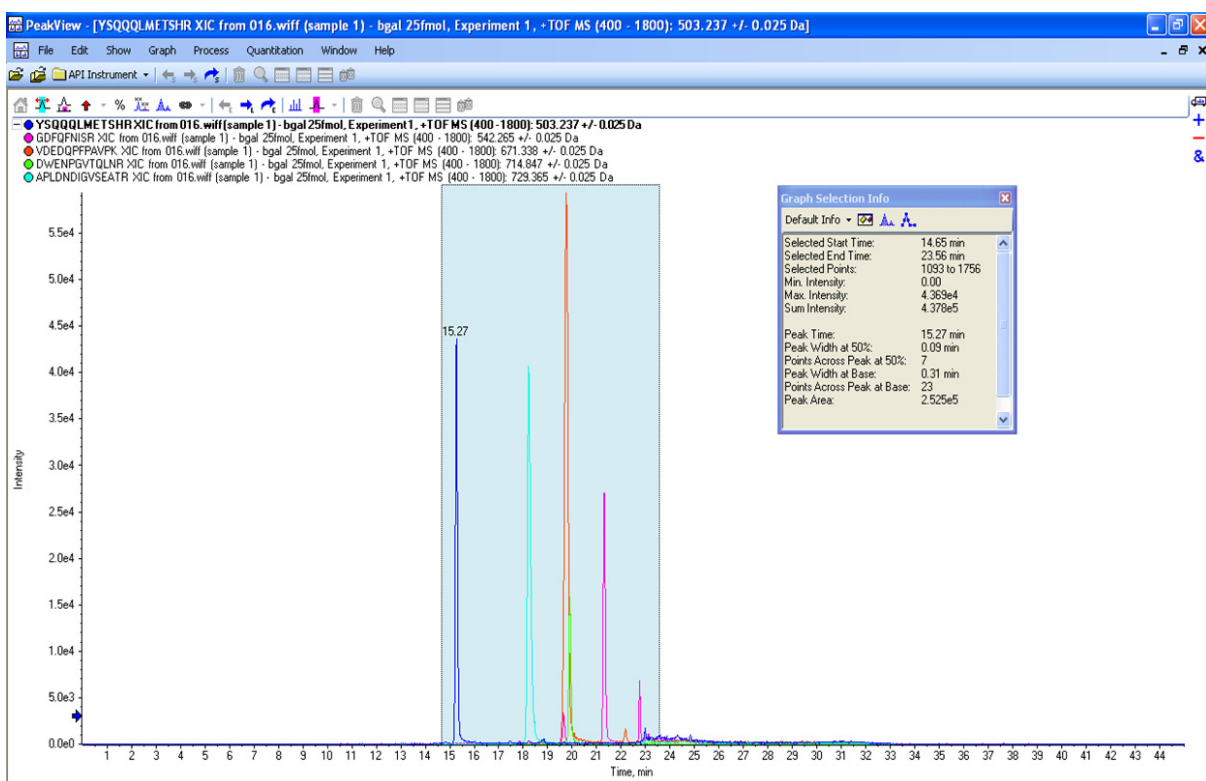 PeakView - [YSQQQLMETSHR XIC from 016.wiff (sample 1) - bgal 25fmol, Experiment 1, +TOF MS (400 - 1800): 503.237 +/- 0.025 Da]
File Edit Show Graph Process Quantitation Window Help
API Instrument
%
YSQQQLMETSHR XIC from 016.wiff (sample 1) - bgal 25fmol, Experiment 1, +TOF MS (400 - 1800): 503.237 +/- 0.025 Da
GDFQFNISR XIC from 016.wiff (sample 1) - bgal 25fmol, Experiment 1, +TOF MS (400 - 1800): 542.265 +/- 0.025 Da
VDEDQPFPAVPK XIC from 016.wiff (sample 1) - bgal 25fmol, Experiment 1, +TOF MS (400 - 1800): 671.338 +/- 0.025 Da
DWENPGVTQLNR XIC from 016.wiff (sample 1) - bgal 25fmol, Experiment 1, +TOF MS (400 - 1800): 714.847 +/- 0.025 Da
APLDNDIGVSEATR XIC from 016.wiff (sample 1) - bgal 25fmol, Experiment 1, +TOF MS (400 - 1800): 729.365 +/- 0.025 Da
&
Graph Selection Info
Default Info
Selected Start Time: 14.65 min
Selected End Time: 23.56 min
Selected Points: 1093 to 1756
Min. Intensity: 0.00
Max. Intensity: 4.369e4
Sum Intensity: 4.378e5
Peak Time: 15.27 min
Peak Width at 50%: 0.09 min
Points Across Peak at 50%: 7
Peak Width at Base: 0.31 min
Points Across Peak at Base: 23
Peak Area: 2.525e5
15.27
Intensity
5.5e4
5.0e4
4.5e4
4.0e4
3.5e4
3.0e4
2.5e4
2.0e4
1.5e4
1.0e4
5.0e3
0.0e0
1 2 3 4 5 6 7 8 9 10 11 12 13 14 15 16 17 18 19 20 21 22 23 24 25 26 27 28 29 30 31 32 33 34 35 36 37 38 39 40 41 42 43 44
Time, min